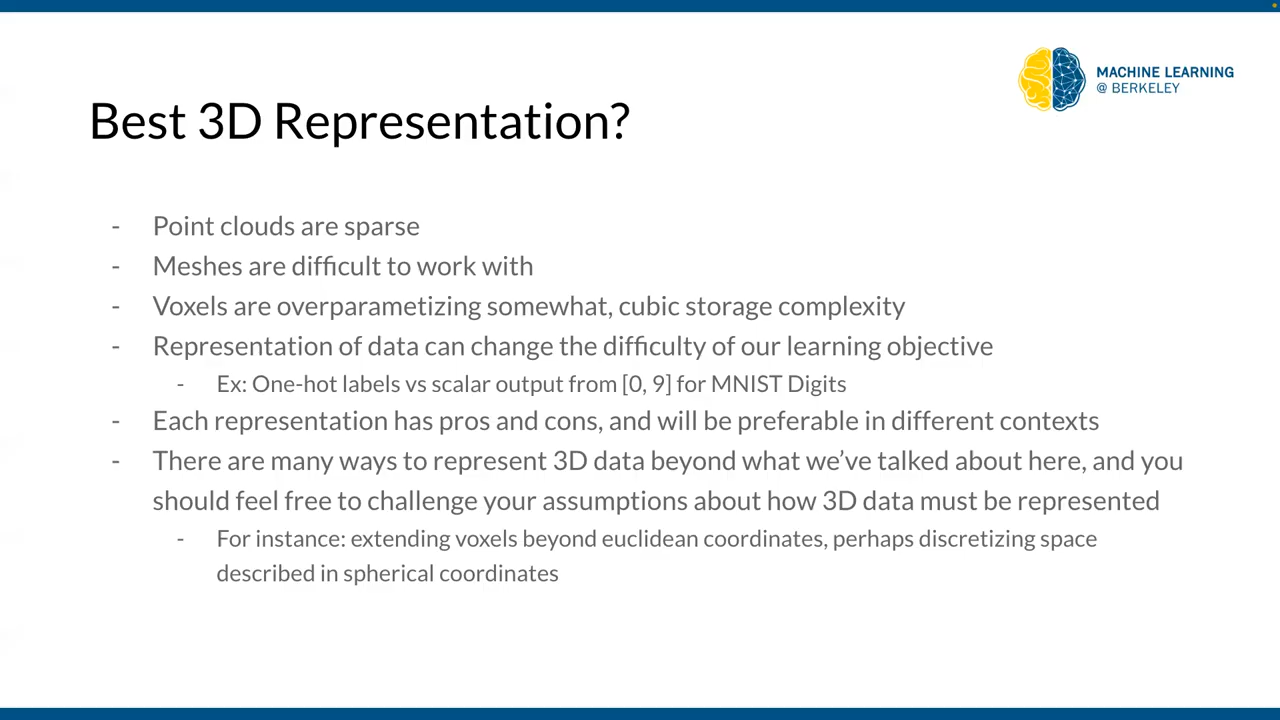 MACHINE LEARNING
@ BERKELEY
Best 3D Representation?
- Point clouds are sparse
- Meshes are difficult to work with
- Voxels are overparametizing somewhat, cubic storage complexity
- Representation of data can change the difficulty of our learning objective
- Ex: One-hot labels vs scalar output from [0, 9] for MNIST Digits
- Each representation has pros and cons, and will be preferable in different contexts
- There are many ways to represent 3D data beyond what we’ve talked about here, and you
should feel free to challenge your assumptions about how 3D data must be represented
- For instance: extending voxels beyond euclidean coordinates, perhaps discretizing space
described in spherical coordinates